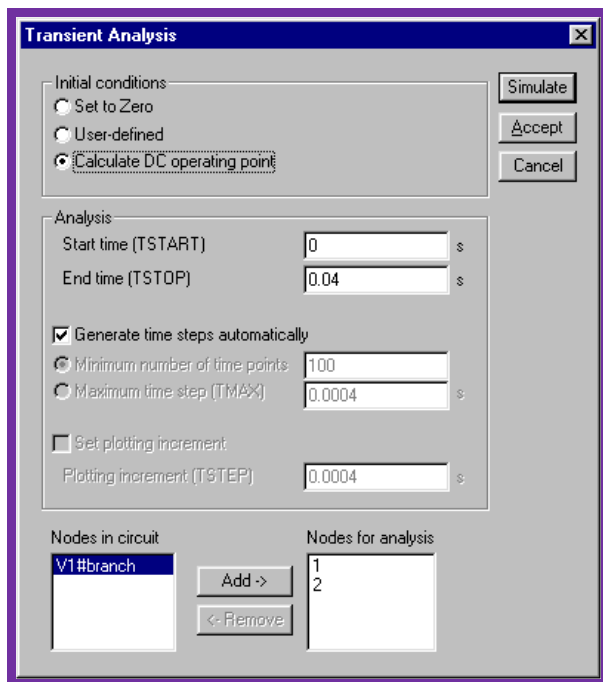 Transient Analysis
Initial conditions
Set to Zero
User-defined
Calculate DC operating point
Simulate
Accept
Cancel
Analysis
Start time (TSTART) 0 s
End time (TSTOP) 0.04 s
Generate time steps automatically
Minimum number of time points 100
Maximum time step (TMAX) 0.0004 s
Set plotting increment
Plotting increment (TSTEP) 0.0004 s
Nodes in circuit
V1#branch
Add ->
<- Remove
Nodes for analysis
1
2